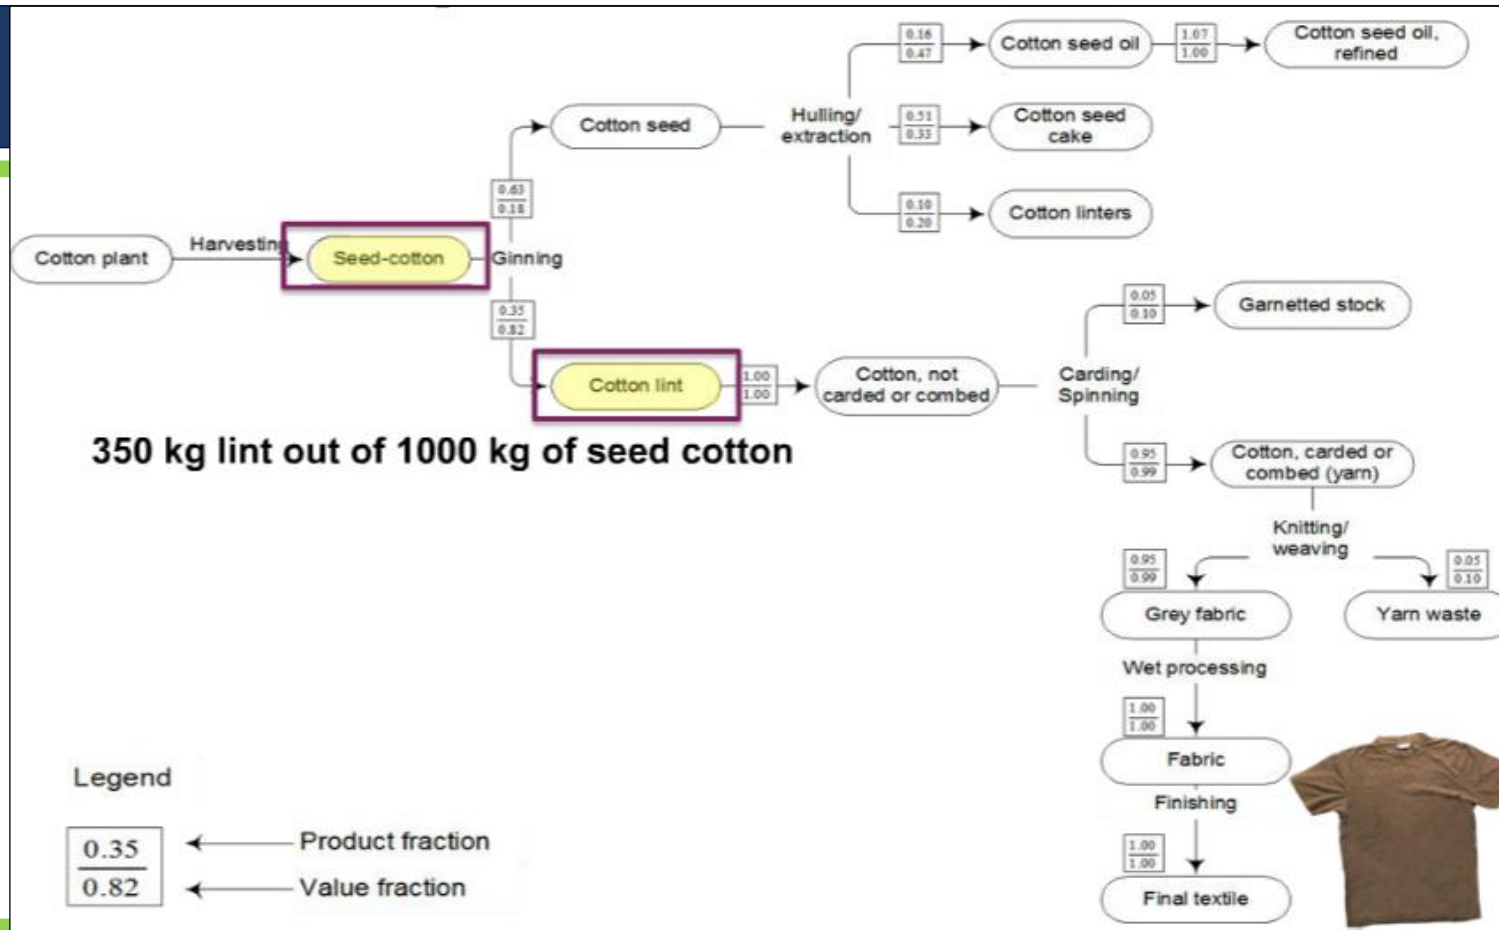 0.16
0.47
Cotton seed oil
1.07
1.00
Cotton seed oil,
refined
Cotton seed
Hulling/
extraction
0.51
0.33
Cotton seed
cake
0.63
0.18
0.10
0.20
Cotton linters
Cotton plant
Harvesting
Seed-cotton
Ginning
0.35
0.82
0.05
0.10
Garnetted stock
Cotton lint
1.00
1.00
Cotton, not
carded or combed
Carding/
Spinning
350 kg lint out of 1000 kg of seed cotton
0.95
0.99
Cotton, carded or
combed (yarn)
Knitting/
weaving
0.95
0.99
0.05
0.10
Grey fabric
Yarn waste
Wet processing
1.00
1.00
Fabric
Finishing
1.00
1.00
Final textile
Legend
0.35
0.82
Product fraction
Value fraction